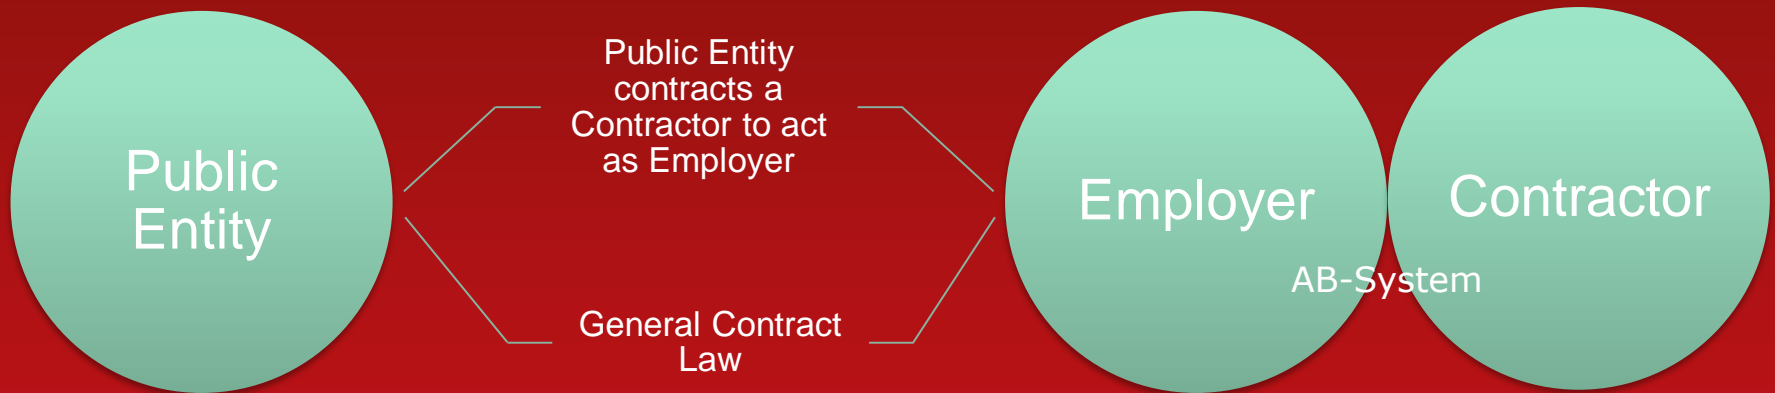 Public
Entity
Public Entity
contracts a
Contractor to act
as Employer
General Contract
Law
Employer
Contractor
AB-System